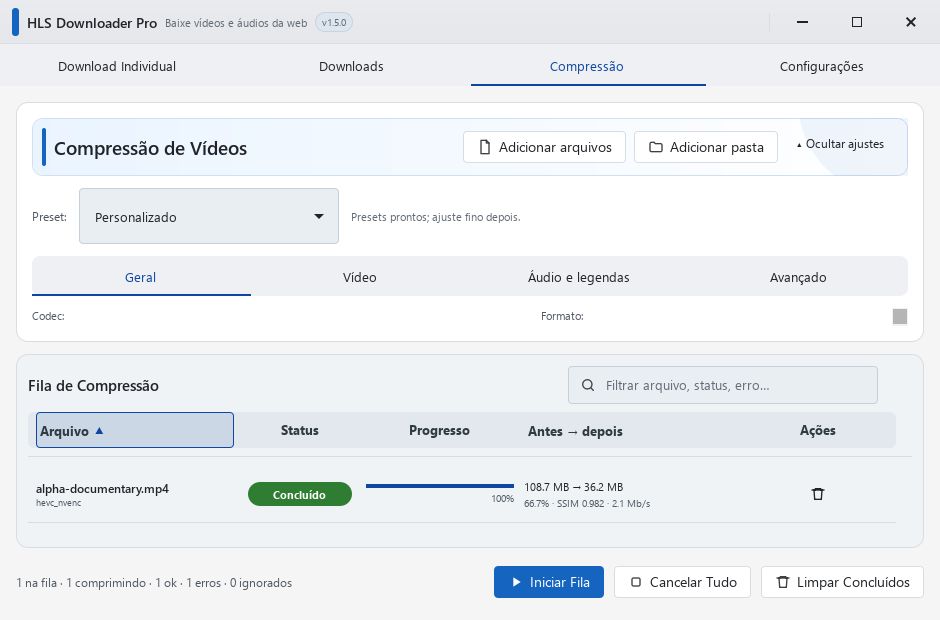 HLS Downloader Pro Baixe vídeos e áudios da web v1.5.0
Download Individual Downloads Compressão Configurações
Compressão de Vídeos Adicionar arquivos Adicionar pasta ▴ Ocultar ajustes
Preset: Personalizado Presets prontos; ajuste fino depois.
Geral Vídeo Áudio e legendas Avançado
Codec: Formato:
Fila de Compressão Filtrar arquivo, status, erro...
Arquivo ▲ Status Progresso Antes → depois Ações
alpha-documentary.mp4 Concluído 108.7 MB → 36.2 MB
hevc_nvenc 100% 66.7% · SSIM 0.982 · 2.1 Mb/s
1 na fila · 1 comprimindo · 1 ok · 1 erros · 0 ignorados Iniciar Fila Cancelar Tudo Limpar Concluídos